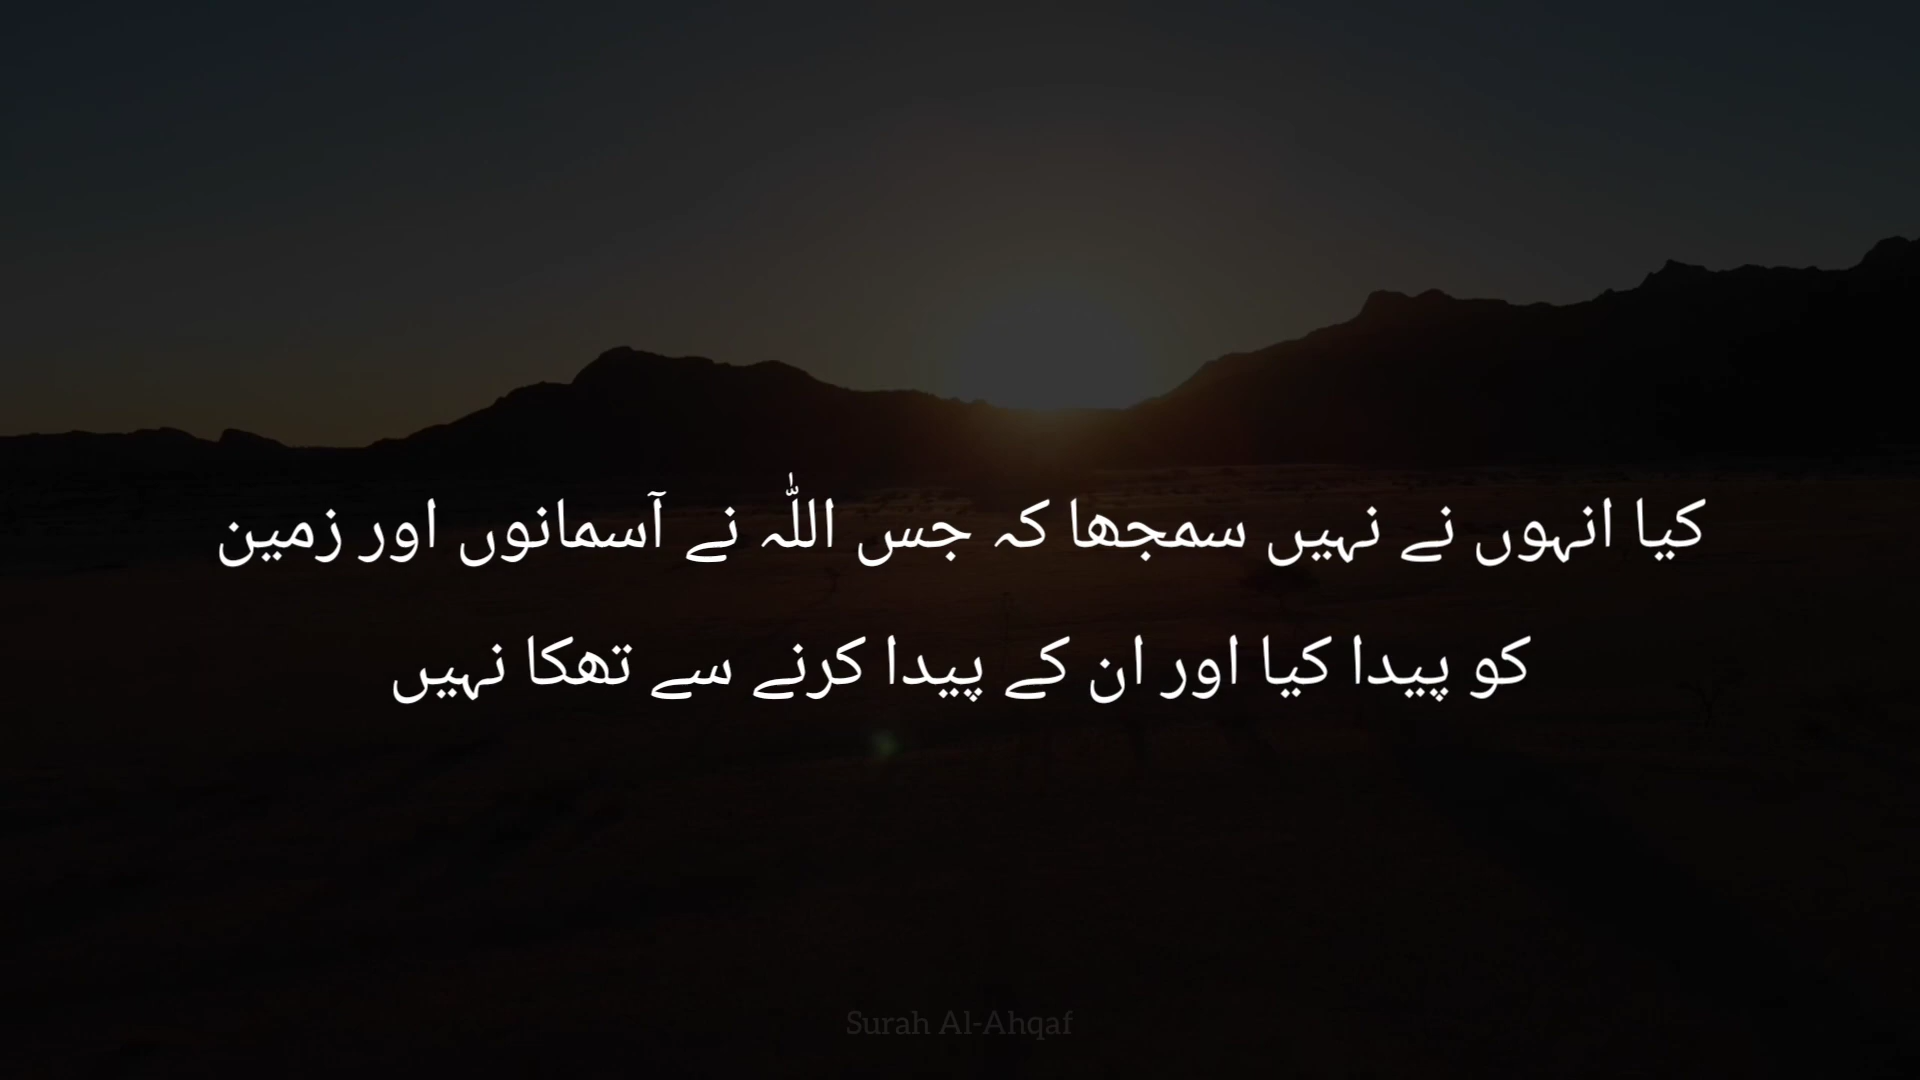 کیا انہوں نے نہیں سمجھا کہ جس اللّٰہ نے آسمانوں اور زمین
کو پیدا کیا اور ان کے پیدا کرنے سے تھکا نہیں
Surah Al-Ahqaf